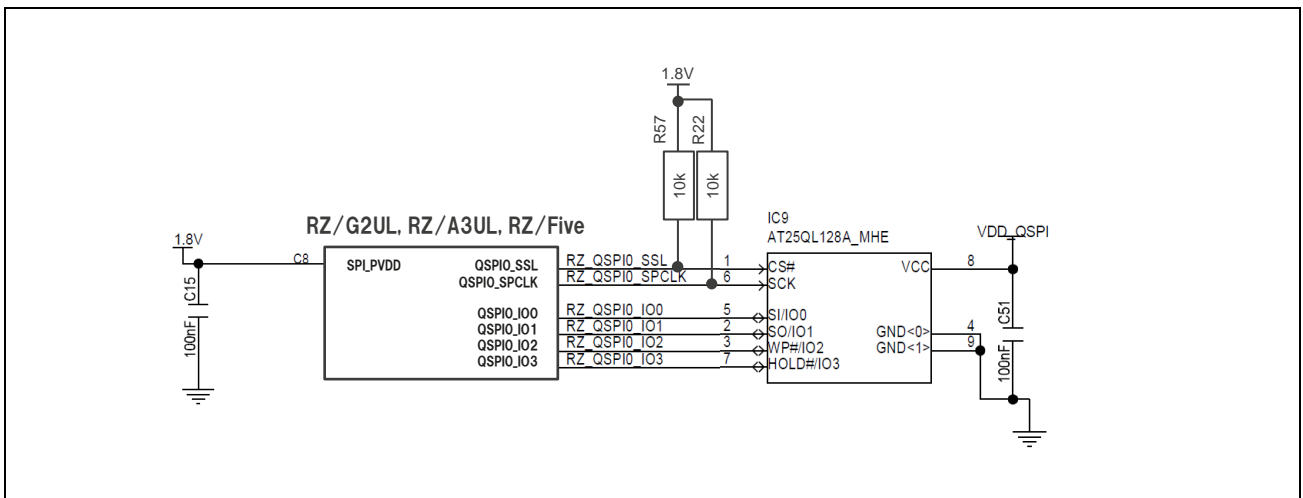 1.8V
R57
R22
10k
10k
RZ/G2UL, RZ/A3UL, RZ/Five
IC9
AT25QL128A_MHE
1.8V
VDD_QSPI
C8
SPI_PVDD
QSPI0_SSL
RZ_QSPI0_SSL
1
CS#
VCC
8
QSPI0_SPCLK
RZ_QSPI0_SPCLK
6
SCK
C15
100nF
QSPI0_IO0
RZ_QSPI0_IO0
5
SI/IO0
QSPI0_IO1
RZ_QSPI0_IO1
2
SO/IO1
GND<0>
4
QSPI0_IO2
RZ_QSPI0_IO2
3
WP#/IO2
GND<1>
9
QSPI0_IO3
RZ_QSPI0_IO3
7
HOLD#/IO3
C51
100nF